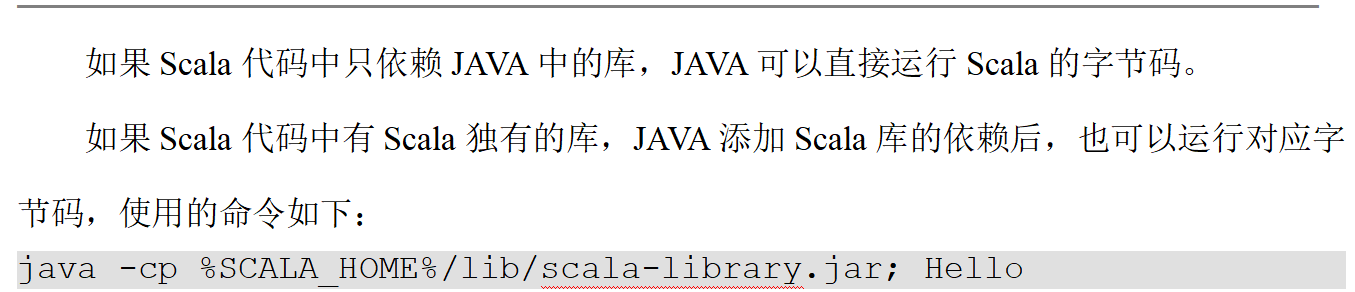 如果 Scala 代码中只依赖 JAVA 中的库，JAVA 可以直接运行 Scala 的字节码。
如果 Scala 代码中有 Scala 独有的库，JAVA 添加 Scala 库的依赖后，也可以运行对应字
节码，使用的命令如下：
java -cp %SCALA_HOME%/lib/scala-library.jar; Hello